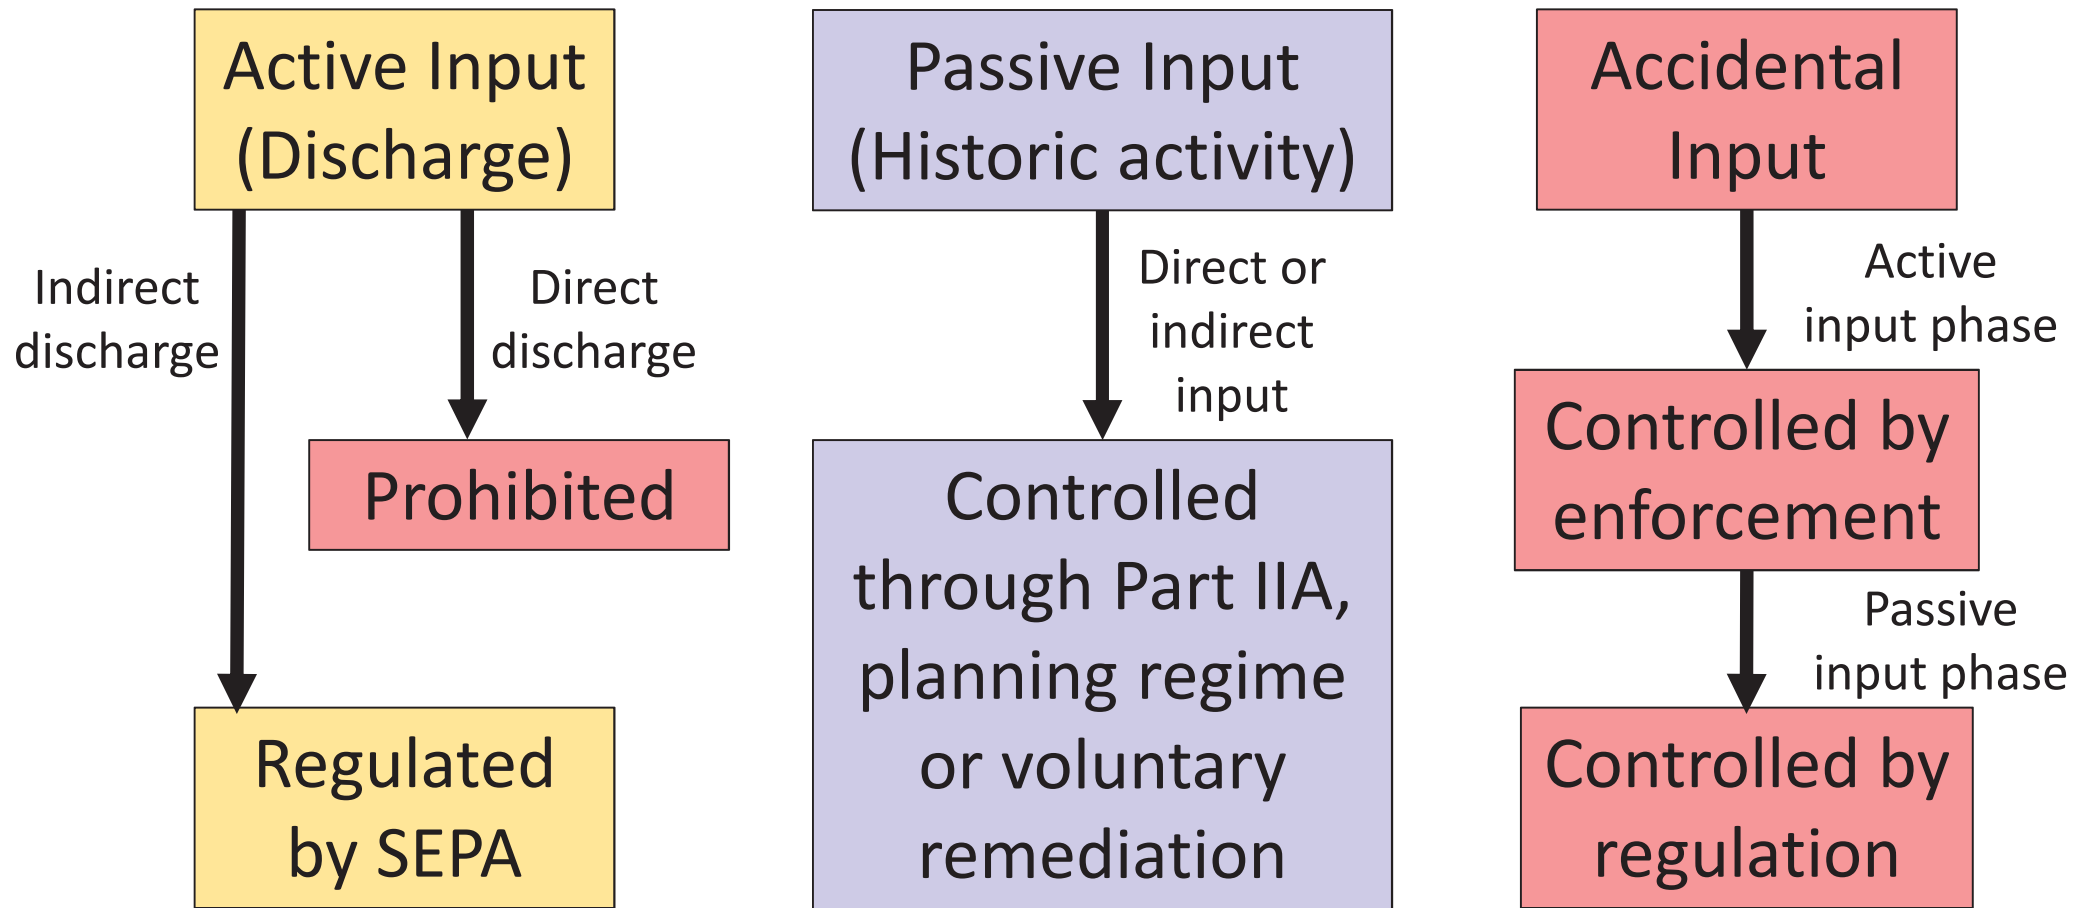 Active Input
(Discharge)
Indirect
discharge
Direct
discharge
Prohibited
Regulated
by SEPA
Passive Input
(Historic activity)
Direct or
indirect
input
Controlled
through Part IIA,
planning regime
or voluntary
remediation
Accidental
Input
Active
input phase
Controlled by
enforcement
Passive
input phase
Controlled by
regulation